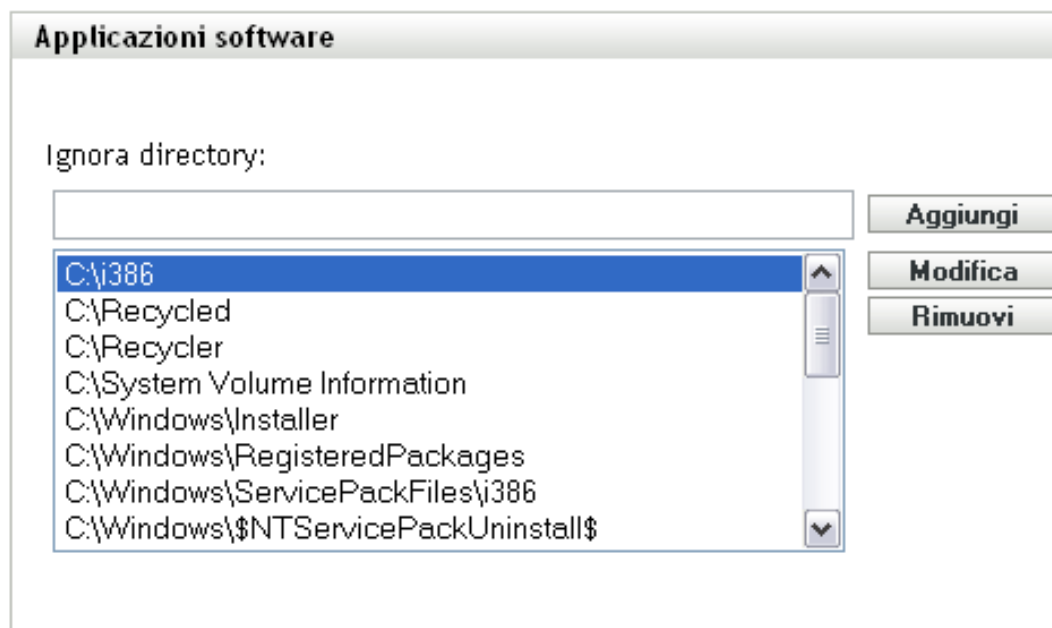 Applicazioni software
Ignora directory:
Aggiungi
C:\i386
Modifica
C:\Recycled
Rimuovi
C:\Recycler
C:\System Volume Information
C:\Windows\Installer
C:\Windows\RegisteredPackages
C:\Windows\ServicePackFiles\i386
C:\Windows\$NTServicePackUninstall$